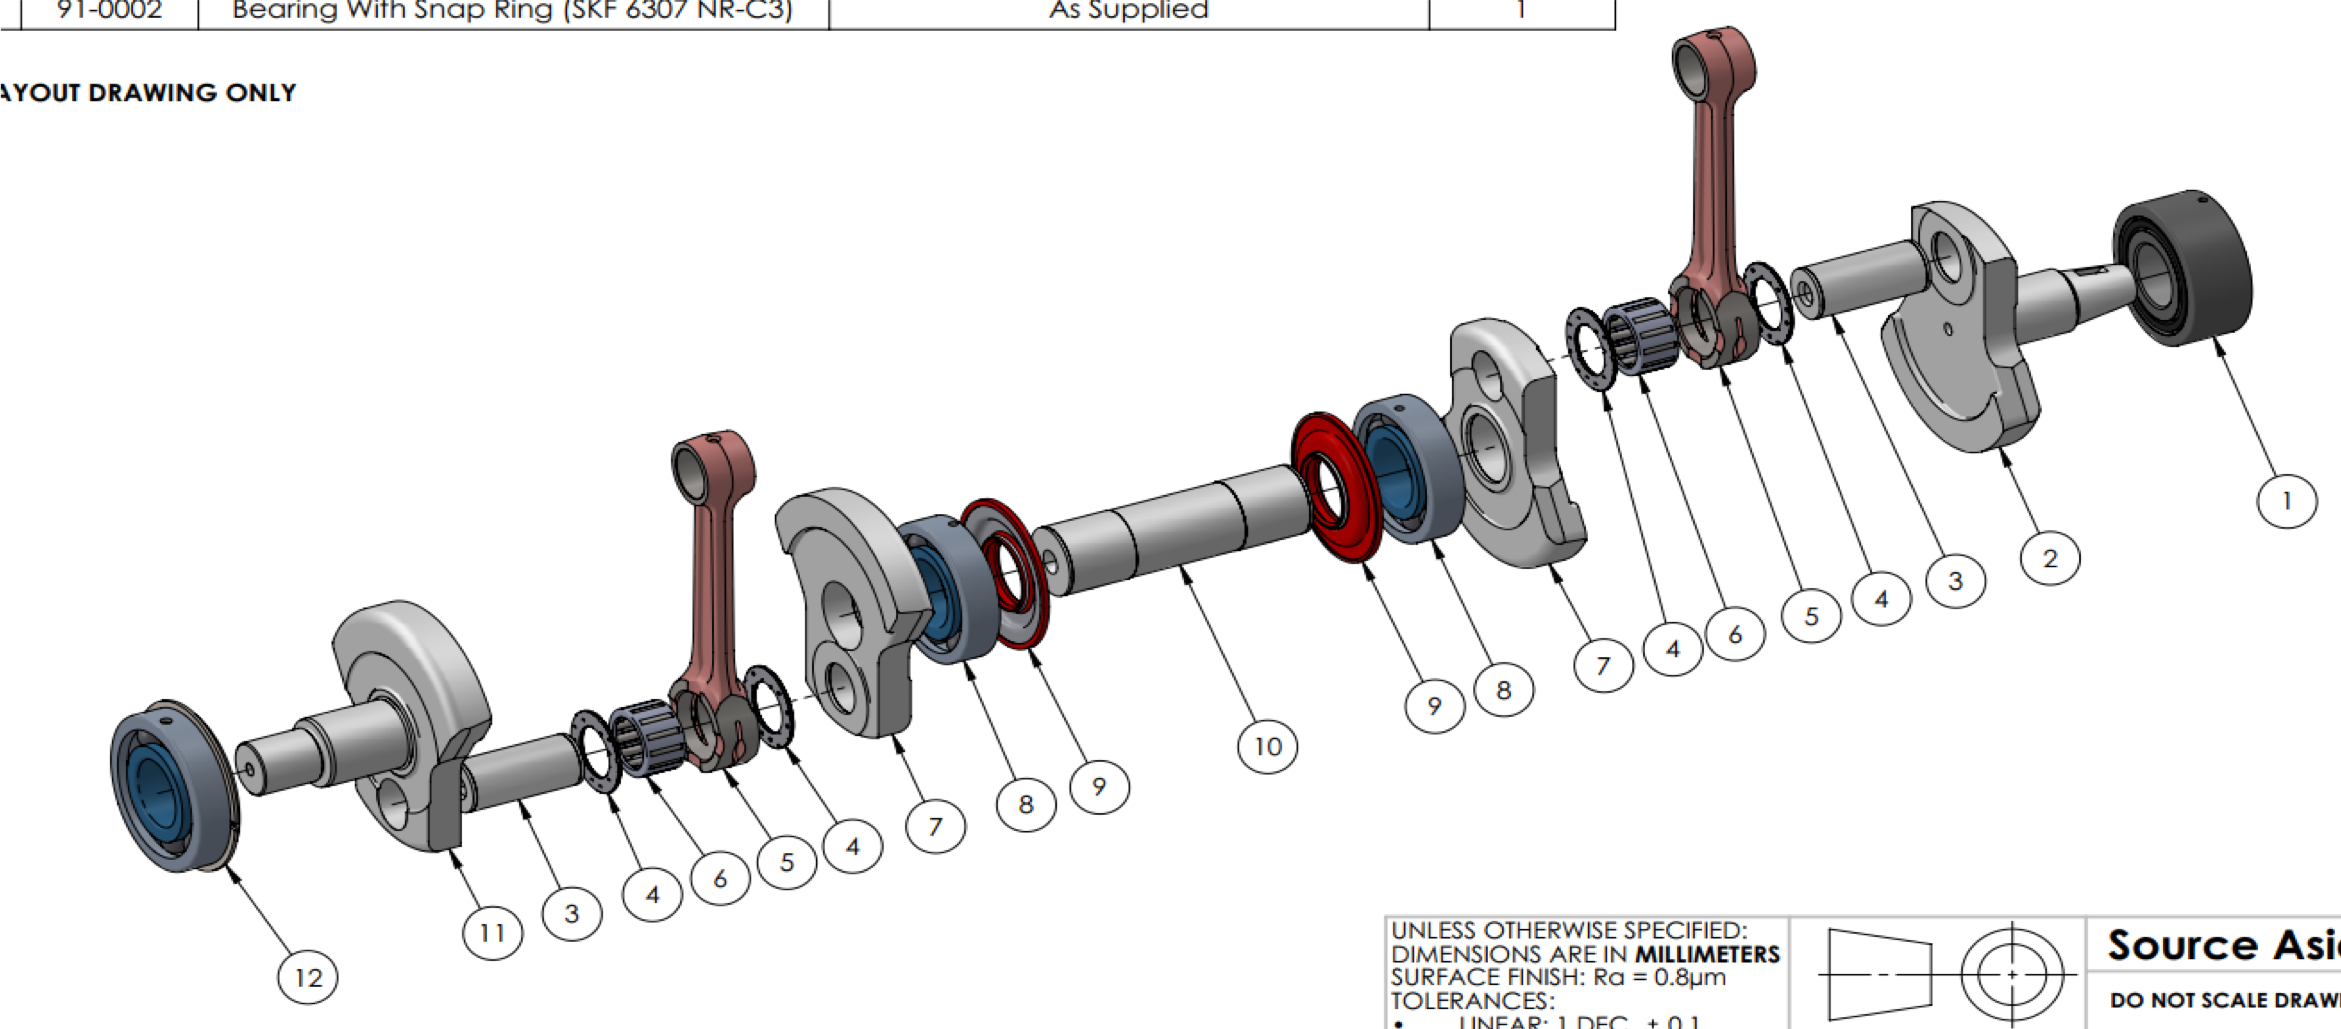 91-0002 Bearing With Snap Ring (SKF 6307 NR-C3) As Supplied 1
AYOUT DRAWING ONLY
1
2
3
4
5
6
4
7
8
9
10
9
8
7
4
5
6
4
3
11
12
UNLESS OTHERWISE SPECIFIED:
DIMENSIONS ARE IN MILLIMETERS
SURFACE FINISH: Ra = 0.8µm
TOLERANCES:
• LINEAR: 1 DEC. ± 0.1
Source Asi
DO NOT SCALE DRAW